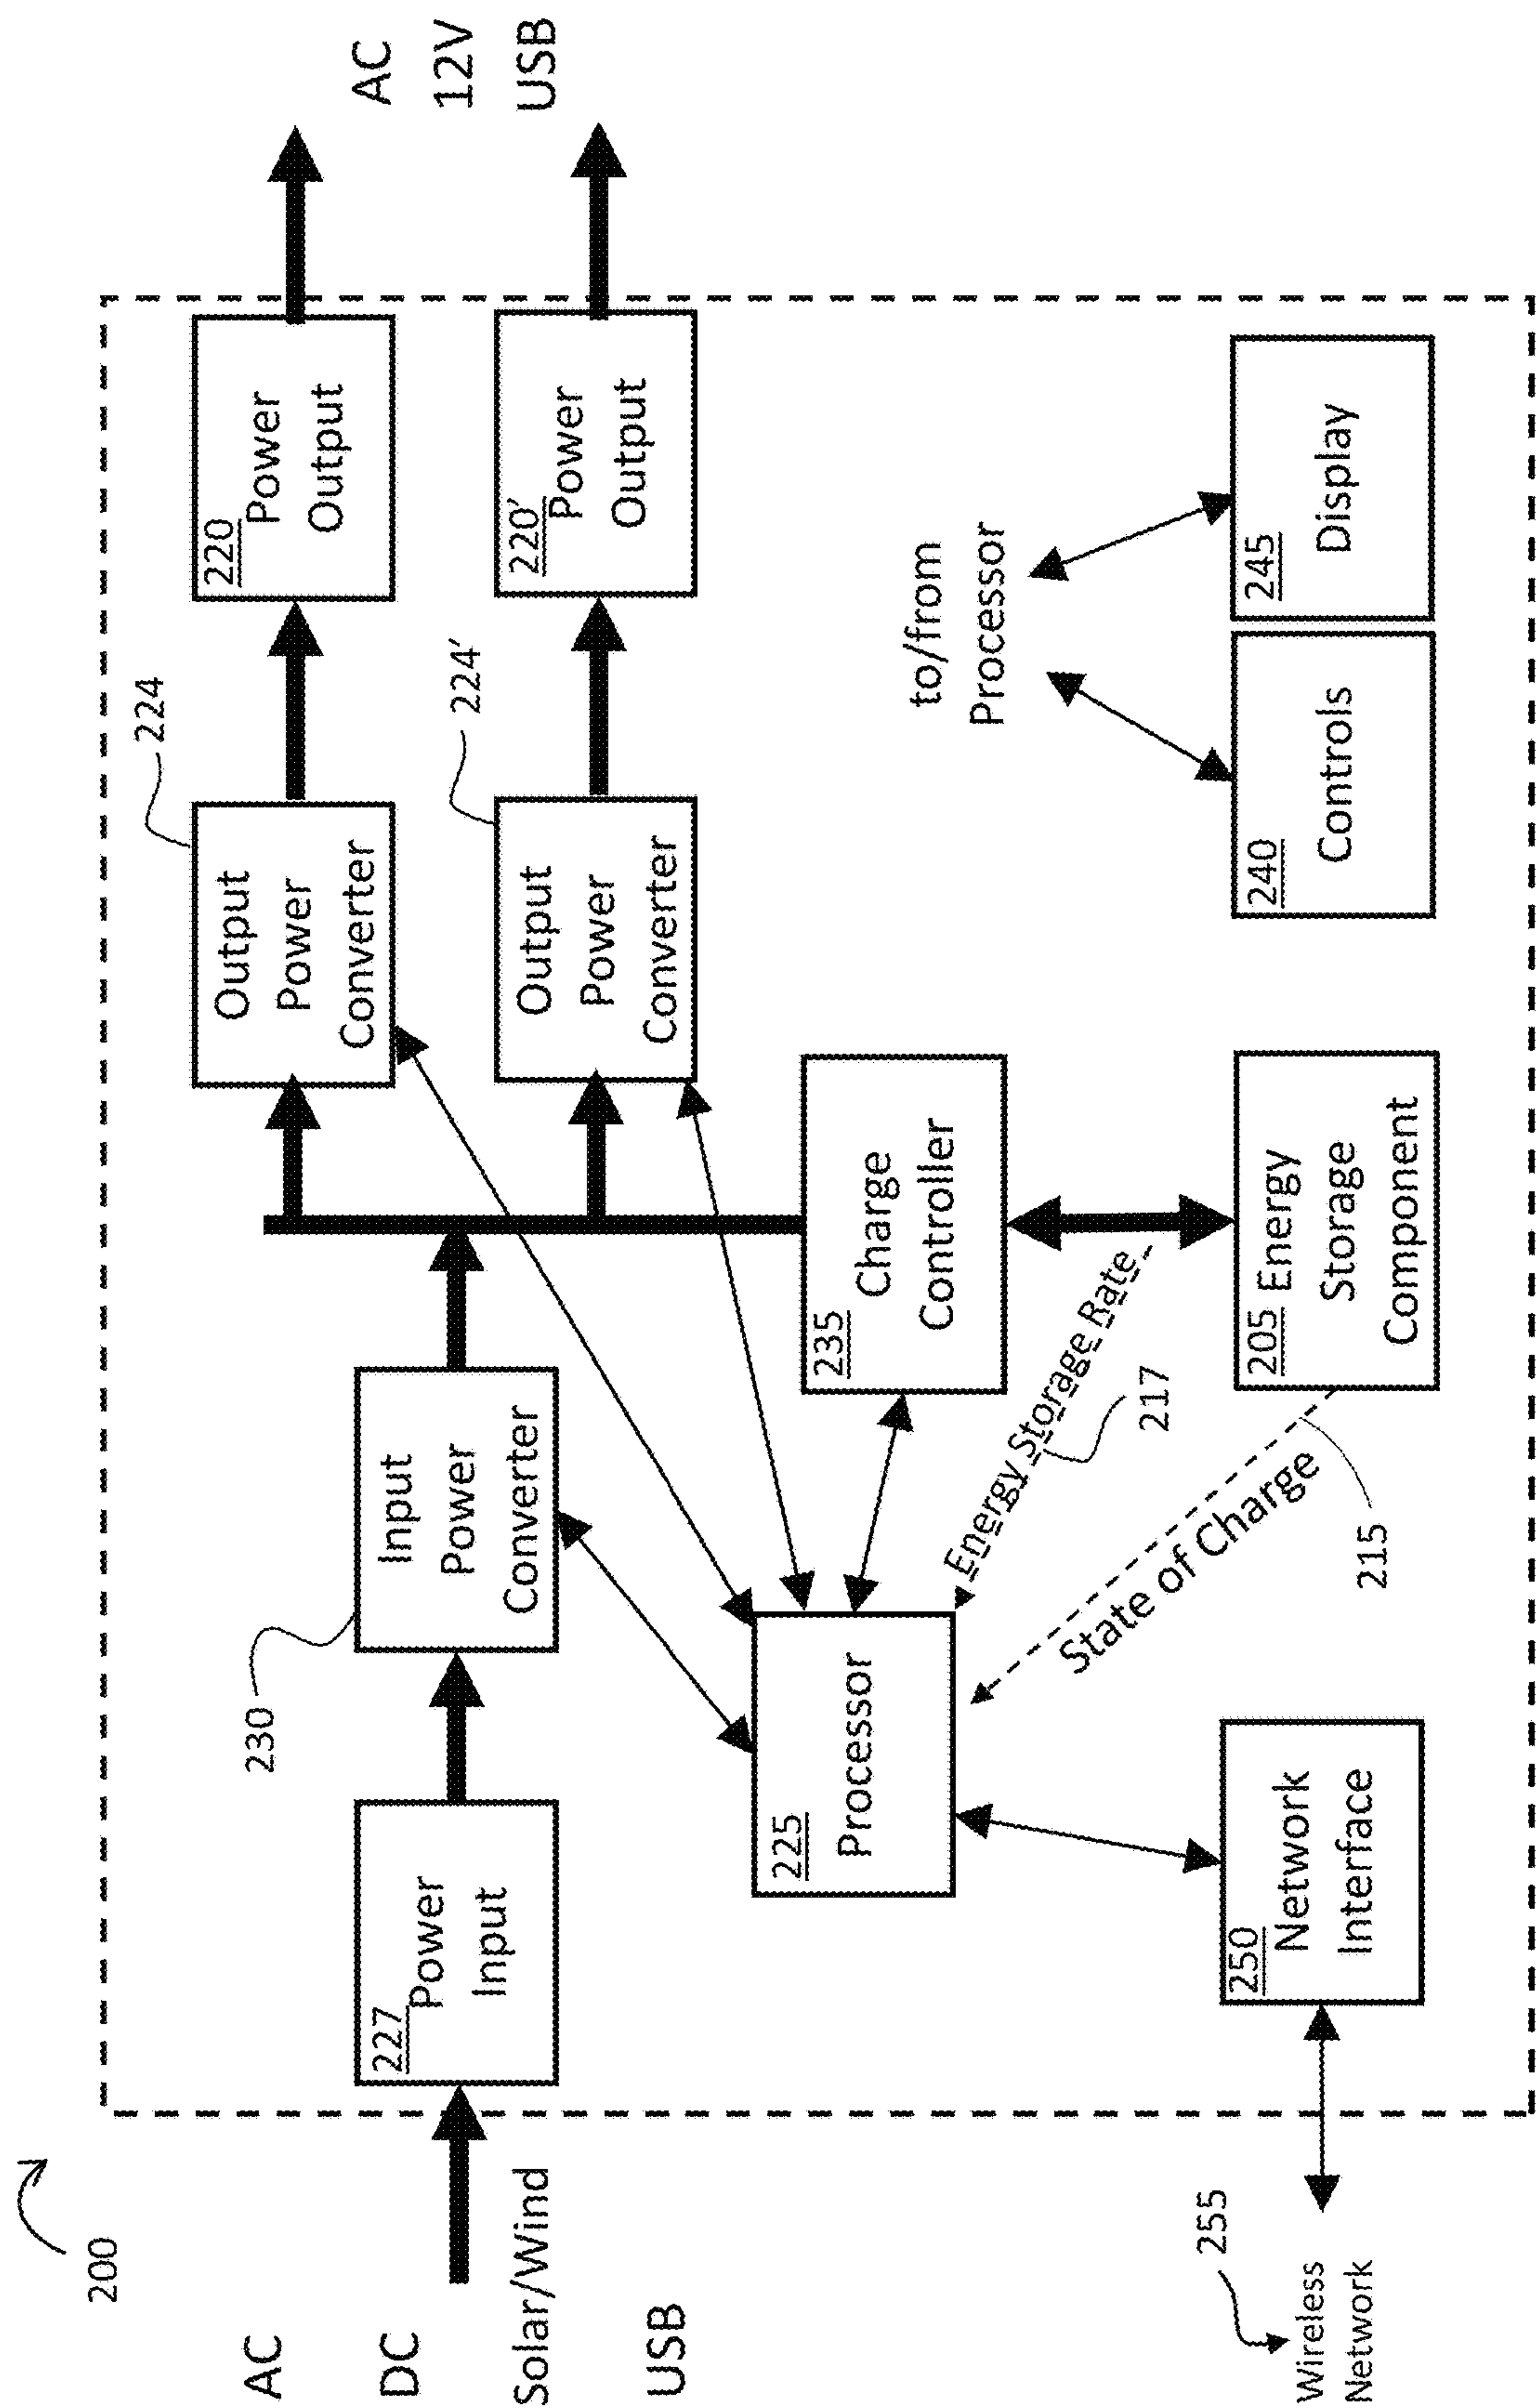 200
AC
DC
Solar/Wind
USB
227
Power
Input
230
Input
Power
Converter
224
Output
Power
Converter
220
Power
Output
224'
Output
Power
Converter
220'
Power
Output
AC
12V
USB
225
Processor
235
Charge
Controller
Energy Storage Rate
217
State of Charge
215
205
Energy
Storage
Component
to/from
Processor
240
Controls
245
Display
250
Network
Interface
255
Wireless
Network